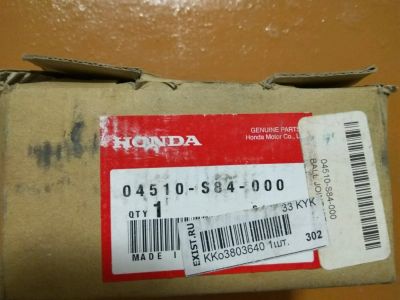 GENUINE PARTS
Honda Motor Co., L
HONDA
04510-S84-000
QTY 1
33 KYK
MADE I
302
EXIST.RU
KKo3803640 1шт.
04510-S84-000
BALL JOIN